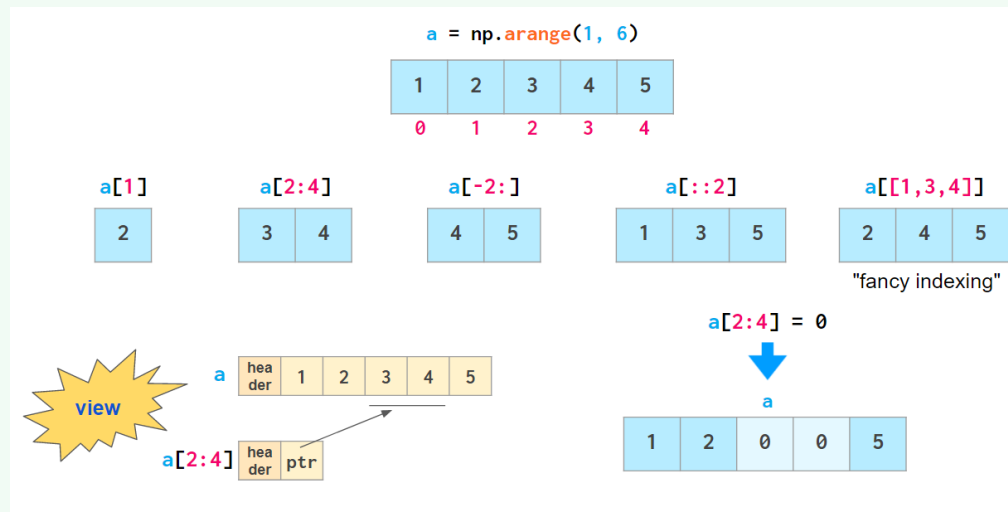 a = np.arange(1, 6)
1 2 3 4 5
0 1 2 3 4
a[1] a[2:4] a[-2:] a[::2] a[[1,3,4]]
2 3 4 4 5 1 3 5 2 4 5
"fancy indexing"
a[2:4] = 0
view
a
hea
der
1 2 3 4 5
a[2:4]
hea
der
ptr
a
1 2 0 0 5